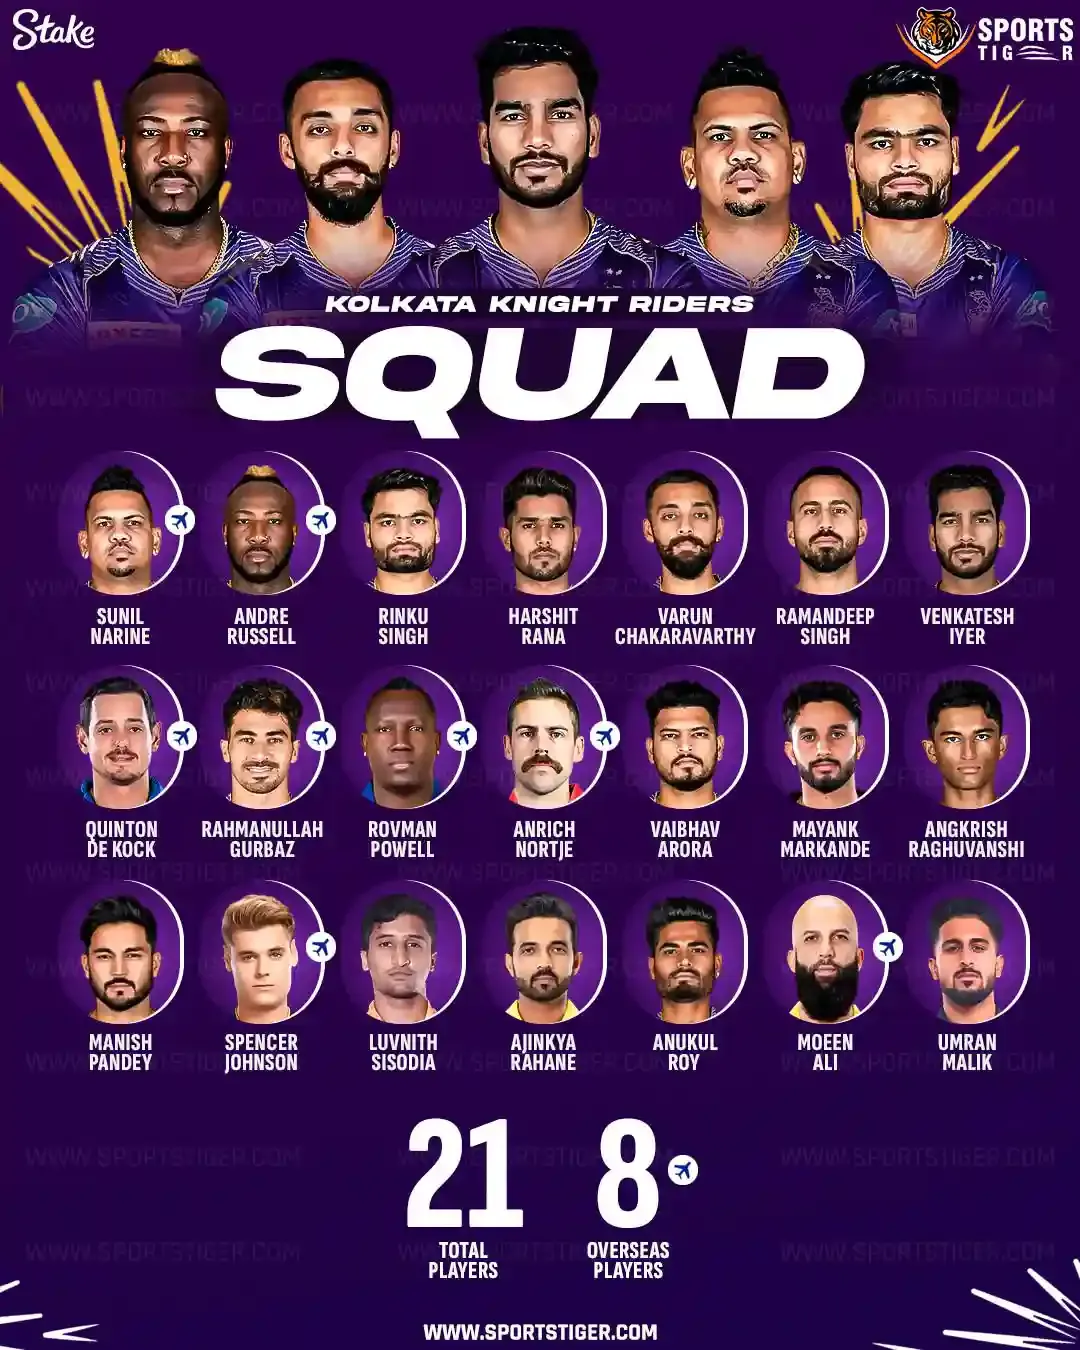 Stake
SPORTS
TIGER
KOLKATA KNIGHT RIDERS
SQUAD
SUNIL
NARINE
ANDRE
RUSSELL
RINKU
SINGH
HARSHIT
RANA
VARUN
CHAKARAVARTHY
RAMANDEEP
SINGH
VENKATESH
IYER
QUINTON
DE KOCK
RAHMANULLAH
GURBAZ
ROVMAN
POWELL
ANRICH
NORTJE
VAIBHAV
ARORA
MAYANK
MARKANDE
ANGKRISH
RAGHUVANSHI
MANISH
PANDEY
SPENCER
JOHNSON
LUVNITH
SISODIA
AJINKYA
RAHANE
ANUKUL
ROY
MOEEN
ALI
UMRAN
MALIK
21
TOTAL
PLAYERS
8
OVERSEAS
PLAYERS
WWW.SPORTSTIGER.COM